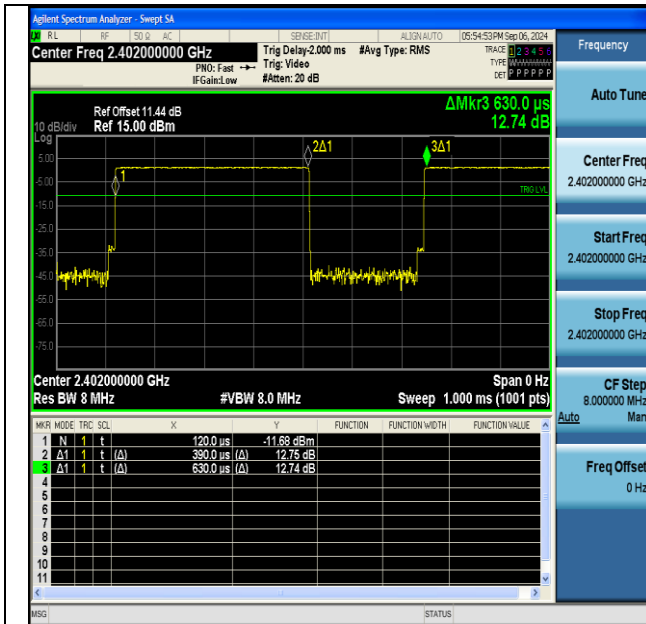 Agilent Spectrum Analyzer - Swept SA
RL RF 50 Ω AC SENSE:INT ALIGN AUTO 05:54:53 PM Sep 06, 2024
Center Freq 2.402000000 GHz
PNO: Fast
IFGain:Low
Trig Delay-2.000 ms
Trig: Video
#Atten: 20 dB
#Avg Type: RMS
TRACE 1 2 3 4 5 6
TYPE
DET P P P P P
Ref Offset 11.44 dB
10 dB/div Ref 15.00 dBm
Log
ΔMkr3 630.0 µs
12.74 dB
5.00
-5.00
-15.0
-25.0
-35.0
-45.0
-55.0
-65.0
-75.0
1
2Δ1
3Δ1
TRIG LVL
Center 2.402000000 GHz Span 0 Hz
Res BW 8 MHz #VBW 8.0 MHz Sweep 1.000 ms (1001 pts)
MKR MODE TRC SCL X Y FUNCTION FUNCTION WIDTH FUNCTION VALUE
1 N 1 t 120.0 µs -11.68 dBm
2 Δ1 1 t (Δ) 390.0 µs (Δ) 12.75 dB
3 Δ1 1 t (Δ) 630.0 µs (Δ) 12.74 dB
4
5
6
7
8
9
10
11
MSG STATUS
Frequency
Auto Tune
Center Freq
2.402000000 GHz
Start Freq
2.402000000 GHz
Stop Freq
2.402000000 GHz
CF Step
8.000000 MHz
Auto Man
Freq Offset
0 Hz